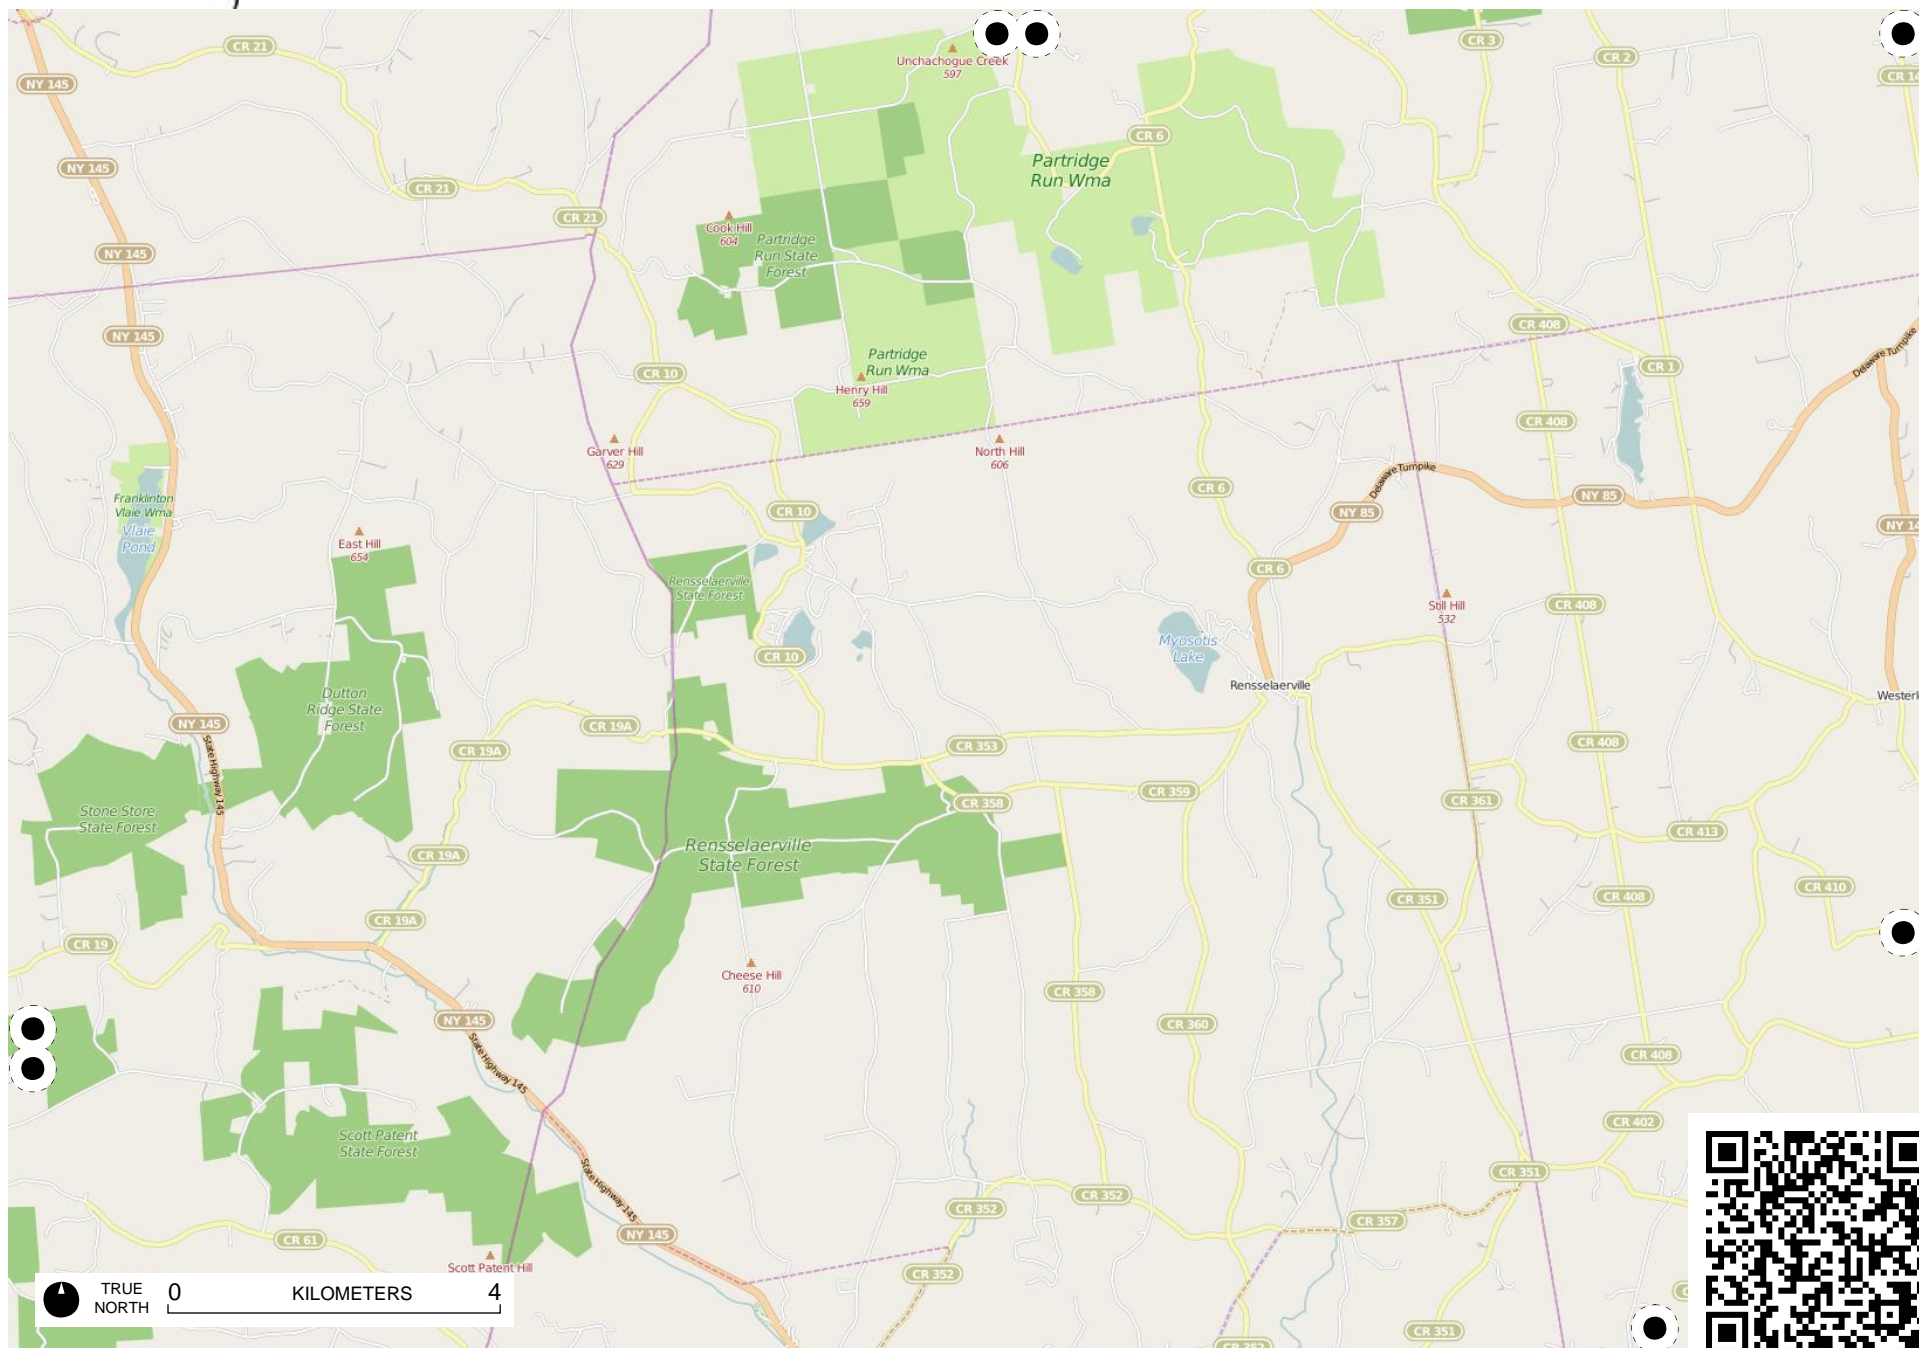 CR 21
CR 3
CR 2
Unchachogue Creek
597
NY 145
CR 6
Partridge
Run Wma
NY 145
CR 21
CR 21
Cook Hill
604
Partridge
Run State
Forest
NY 145
CR 408
NY 145
Delaware Turnpike
Partridge
Run Wma
CR 1
CR 10
Henry Hill
659
CR 408
Garver Hill
629
North Hill
606
Delaware Turnpike
CR 6
NY 85
Franklinton
Vlaie Wma
CR 10
NY 85
Vlaie
Pond
East Hill
654
CR 6
Rensselaerville
State Forest
Still Hill
532
CR 408
Myosotis
Lake
CR 10
Rensselaerville
Dutton
Ridge State
Forest
NY 145
CR 19A
CR 19A
CR 353
CR 408
State Highway 145
CR 359
CR 361
CR 358
Stone Store
State Forest
CR 413
Rensselaerville
State Forest
CR 19A
CR 410
CR 408
CR 351
CR 19A
CR 19
Cheese Hill
610
CR 358
NY 145
CR 360
State Highway 145
CR 408
CR 402
Scott Patent
State Forest
CR 351
State Highway 145
CR 352
CR 352
CR 357
NY 145
CR 61
Scott Patent Hill
CR 352
TRUE
NORTH
0
KILOMETERS
4
CR 351